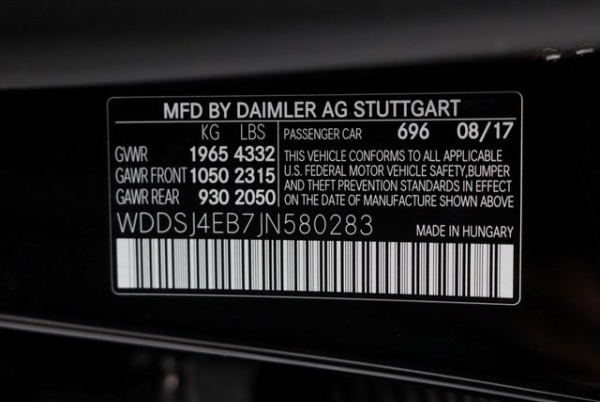 MFD BY DAIMLER AG STUTTGART
KG LBS
GVWR 1965 4332
GAWR FRONT 1050 2315
GAWR REAR 930 2050
PASSENGER CAR 696 08/17
THIS VEHICLE CONFORMS TO ALL APPLICABLE
U.S. FEDERAL MOTOR VEHICLE SAFETY,BUMPER
AND THEFT PREVENTION STANDARDS IN EFFECT
ON THE DATE OF MANUFACTURE SHOWN ABOVE
WDDSJ4EB7JN580283
MADE IN HUNGARY